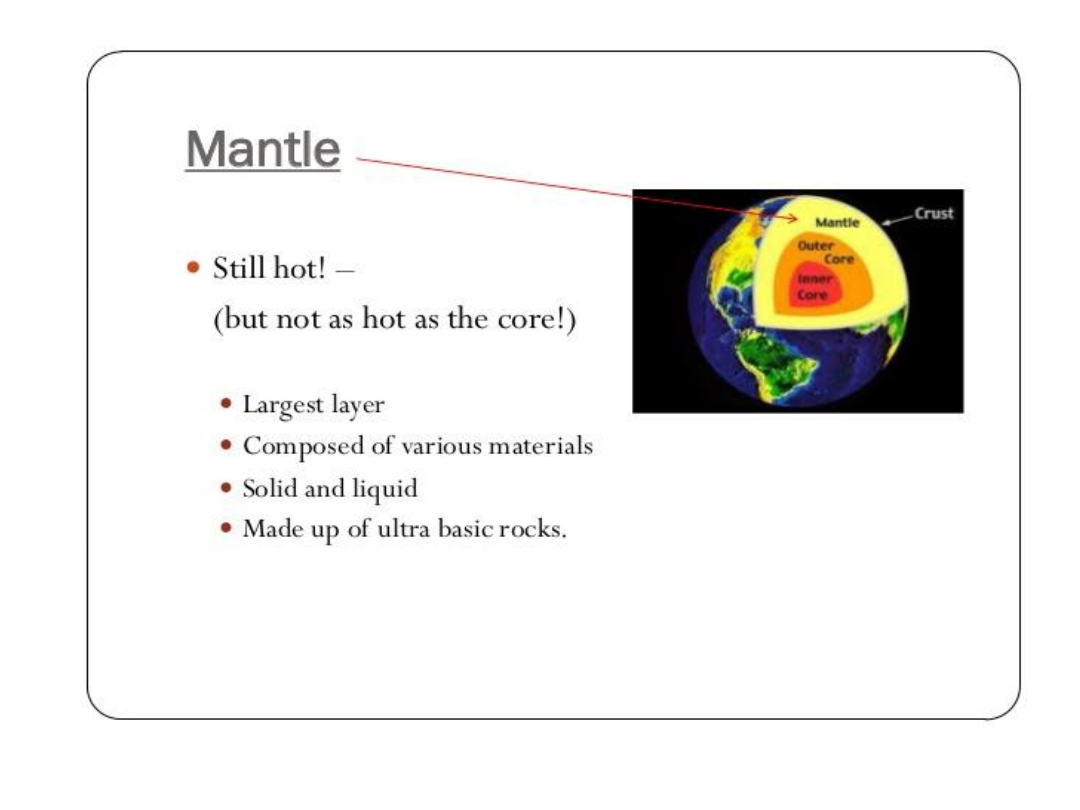 Mantle
Still hot! –
(but not as hot as the core!)
Largest layer
Composed of various materials
Solid and liquid
Made up of ultra basic rocks.
Mantle
Crust
Outer
Core
Inner
Core